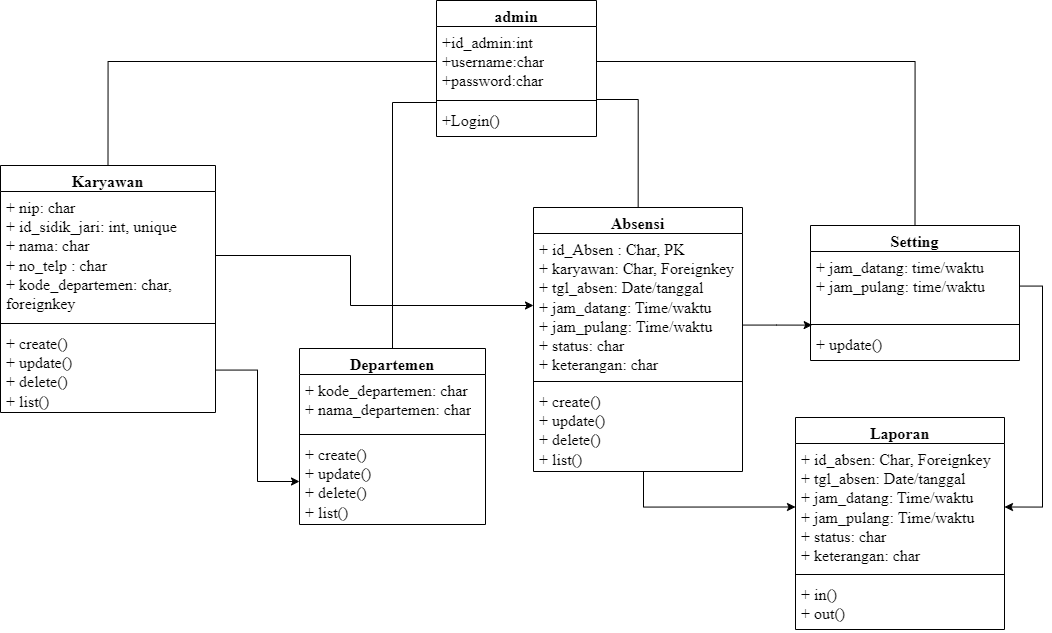 admin
+id_admin:int
+username:char
+password:char
+Login()
Karyawan
+ nip: char
+ id_sidik_jari: int, unique
+ nama: char
+ no_telp : char
+ kode_departemen: char,
foreignkey
+ create()
+ update()
+ delete()
+ list()
Departemen
+ kode_departemen: char
+ nama_departemen: char
+ create()
+ update()
+ delete()
+ list()
Absensi
+ id_Absen : Char, PK
+ karyawan: Char, Foreignkey
+ tgl_absen: Date/tanggal
+ jam_datang: Time/waktu
+ jam_pulang: Time/waktu
+ status: char
+ keterangan: char
+ create()
+ update()
+ delete()
+ list()
Setting
+ jam_datang: time/waktu
+ jam_pulang: time/waktu
+ update()
Laporan
+ id_absen: Char, Foreignkey
+ tgl_absen: Date/tanggal
+ jam_datang: Time/waktu
+ jam_pulang: Time/waktu
+ status: char
+ keterangan: char
+ in()
+ out()